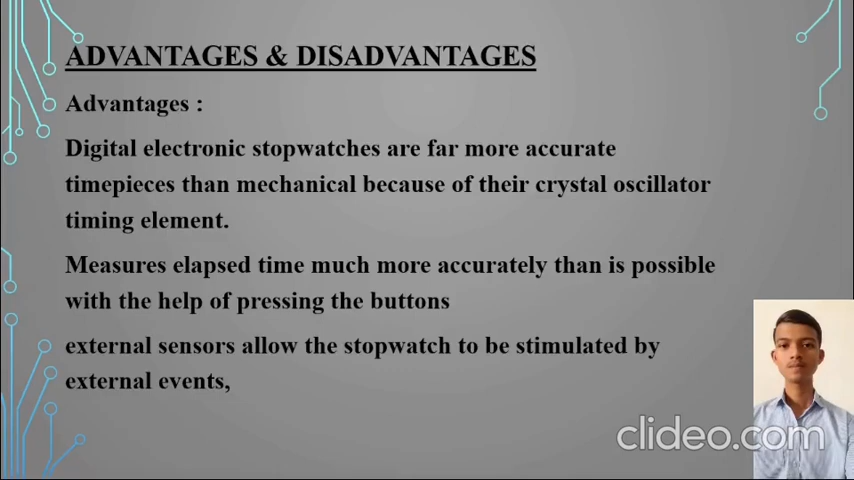 ADVANTAGES & DISADVANTAGES
Advantages :
Digital electronic stopwatches are far more accurate
timepieces than mechanical because of their crystal oscillator
timing element.
Measures elapsed time much more accurately than is possible
with the help of pressing the buttons
external sensors allow the stopwatch to be stimulated by
external events,
clideo.com